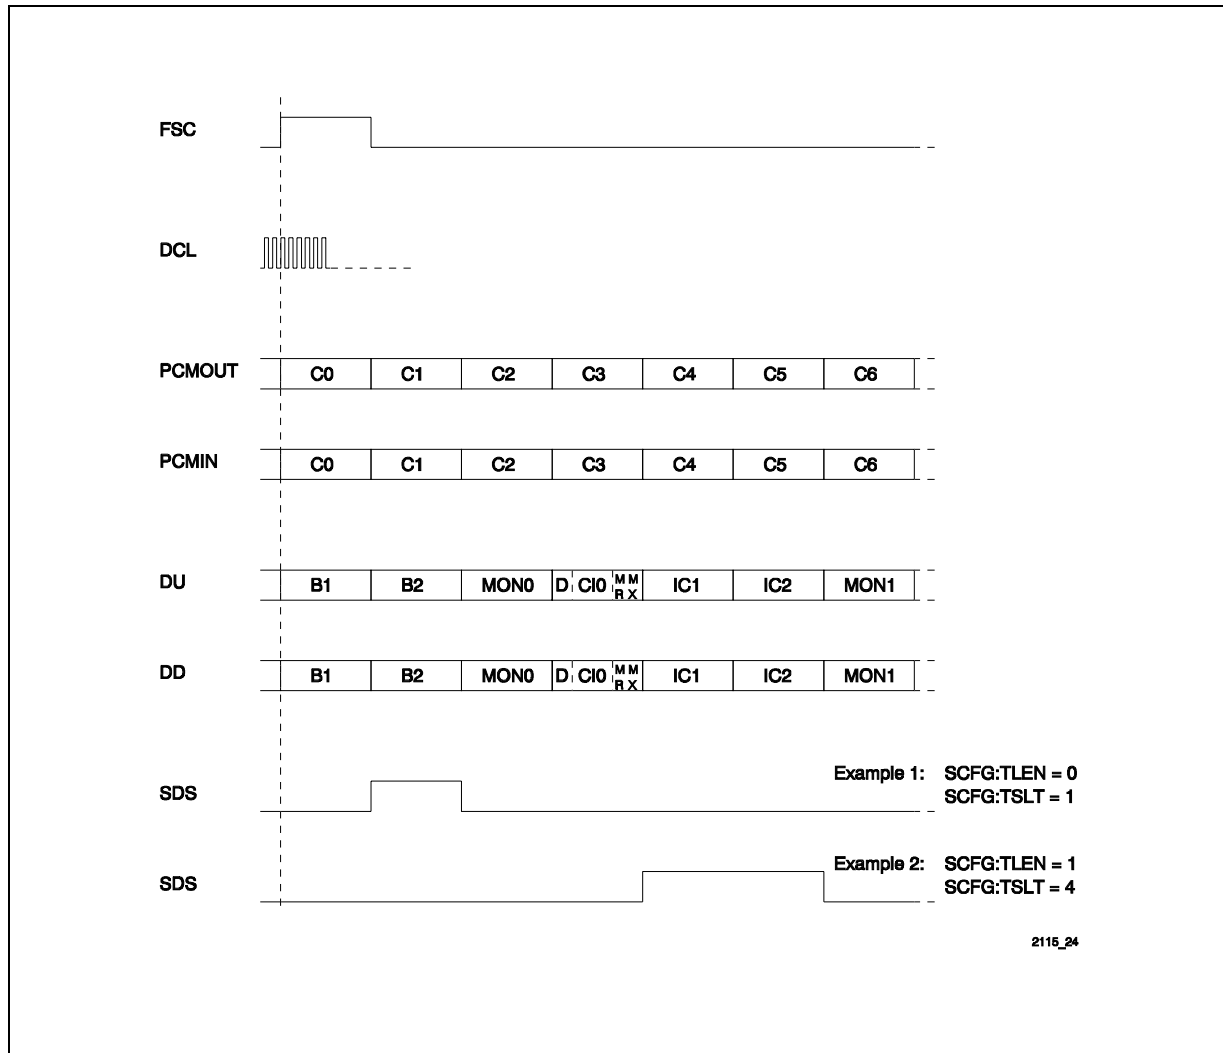 FSC
DCL
PCMOUT C0 C1 C2 C3 C4 C5 C6
PCMIN C0 C1 C2 C3 C4 C5 C6
DU B1 B2 MON0 D CI0 M M R X IC1 IC2 MON1
DD B1 B2 MON0 D CI0 M M R X IC1 IC2 MON1
Example 1: SCFG:TLEN = 0
SDS
SCFG:TSLT = 1
Example 2: SCFG:TLEN = 1
SDS
SCFG:TSLT = 4
2115_24